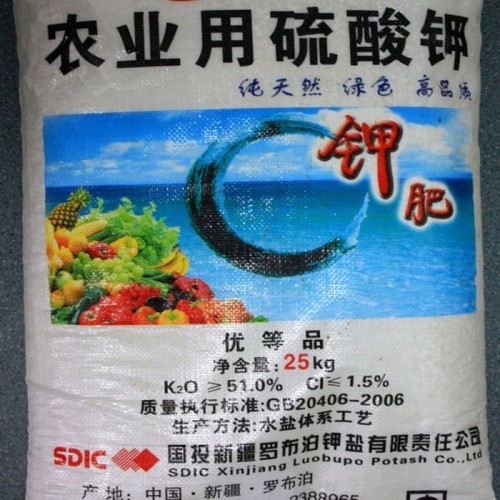 农业用硫酸钾
纯天然 绿色 高品质
钾肥
优等品
净含量：25kg
K₂O ≥51.0% Cl≤1.5%
质量执行标准:GB20406-2006
生产方法:水盐体系工艺
SDIC 国投新疆罗布泊钾盐有限责任公司
SDIC Xinjiang Luobupo Potash Co.,Ltd.
产地:中国·新疆·罗布泊
2388965